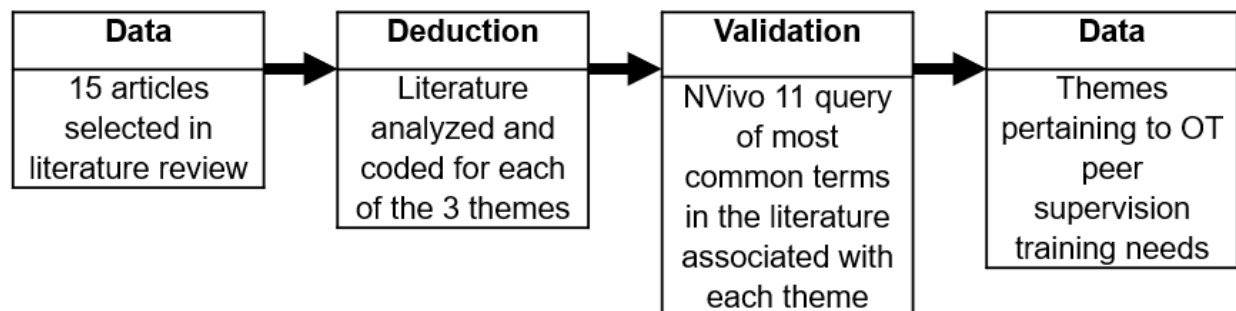 Data
15 articles
selected in
literature review
Deduction
Literature
analyzed and
coded for each
of the 3 themes
Validation
NVivo 11 query
of most
common terms
in the literature
associated with
each theme
Data
Themes
pertaining to OT
peer
supervision
training needs